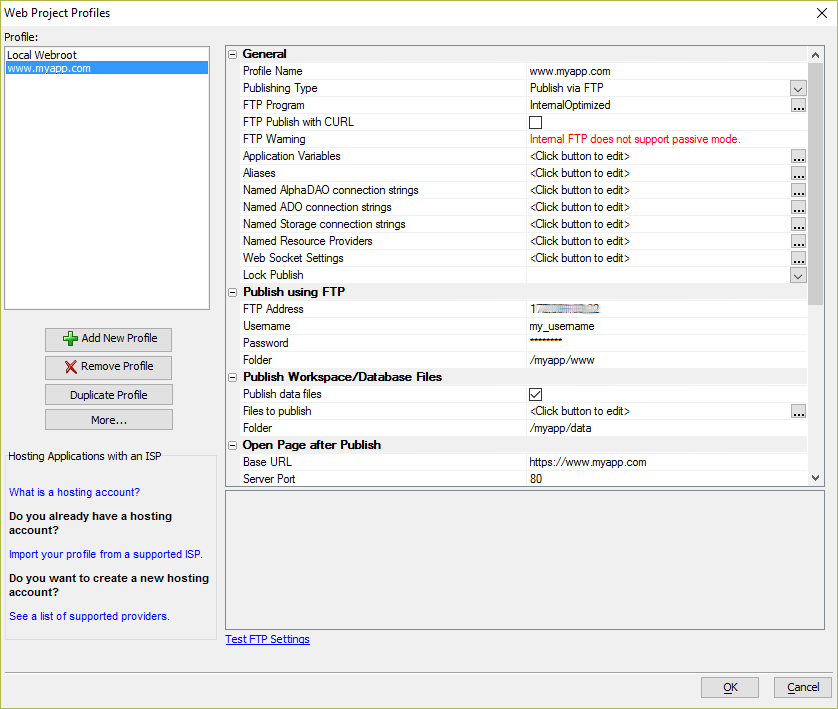 Web Project Profiles
Profile:
Local Webroot
www.myapp.com
Add New Profile
Remove Profile
Duplicate Profile
More...
Hosting Applications with an ISP
What is a hosting account?
Do you already have a hosting
account?
Import your profile from a supported ISP.
Do you want to create a new hosting
account?
See a list of supported providers.
General
Profile Name www.myapp.com
Publishing Type Publish via FTP
FTP Program InternalOptimized ...
FTP Publish with CURL
FTP Warning Internal FTP does not support passive mode.
Application Variables <Click button to edit> ...
Aliases <Click button to edit> ...
Named AlphaDAO connection strings <Click button to edit> ...
Named ADO connection strings <Click button to edit> ...
Named Storage connection strings <Click button to edit> ...
Named Resource Providers <Click button to edit> ...
Web Socket Settings <Click button to edit> ...
Lock Publish
Publish using FTP
FTP Address
Username my_username
Password ********
Folder /myapp/www
Publish Workspace/Database Files
Publish data files
Files to publish <Click button to edit> ...
Folder /myapp/data
Open Page after Publish
Base URL https://www.myapp.com
Server Port 80
Test FTP Settings
OK Cancel